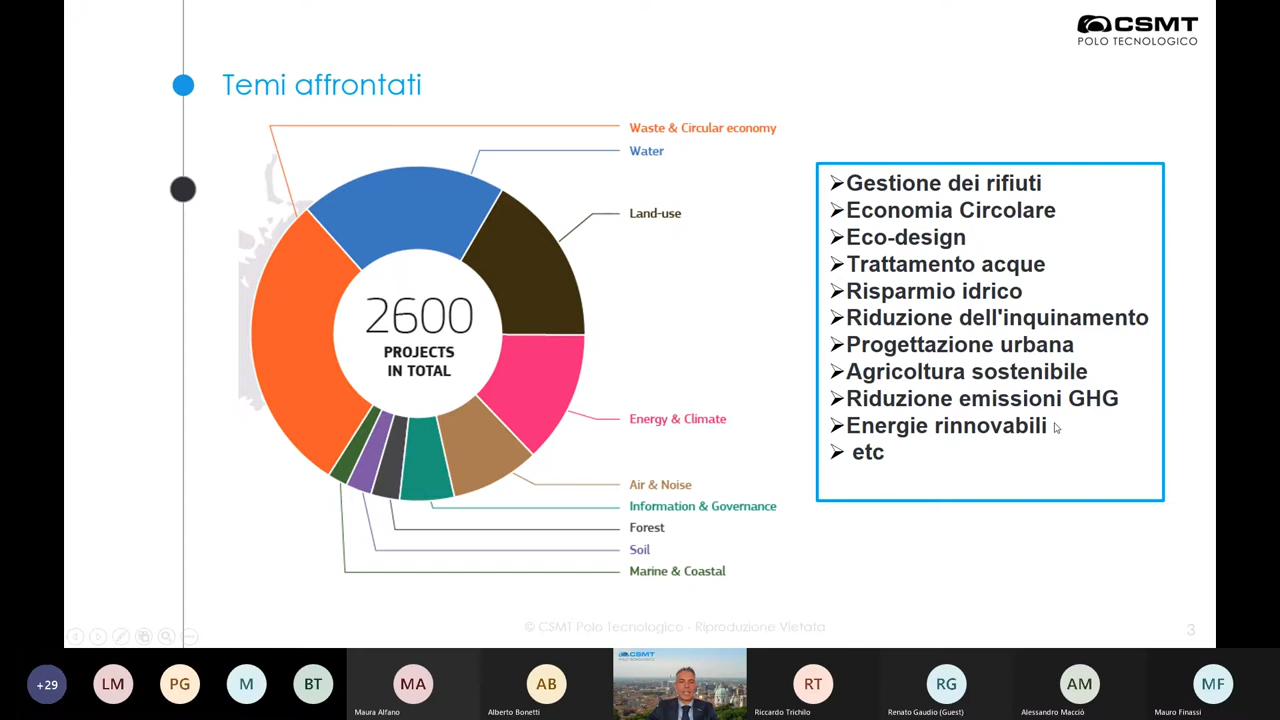 CSMT
POLO TECNOLOGICO
Temi affrontati
Waste & Circular economy
Water
Land-use
2600
PROJECTS
IN TOTAL
Energy & Climate
Air & Noise
Information & Governance
Forest
Soil
Marine & Coastal
➢Gestione dei rifiuti
➢Economia Circolare
➢Eco-design
➢Trattamento acque
➢Risparmio idrico
➢Riduzione dell'inquinamento
➢Progettazione urbana
➢Agricoltura sostenibile
➢Riduzione emissioni GHG
➢Energie rinnovabili
➢ etc
© CSMT Polo Tecnologico - Riproduzione Vietata
3
+29
LM
PG
M
BT
MA
Maura Alfano
AB
Alberto Bonetti
CSMT
POLO TECNOLOGICO
RT
Riccardo Trichilo
RG
Renato Gaudio (Guest)
AM
Alessandro Macciò
MF
Mauro Finassi